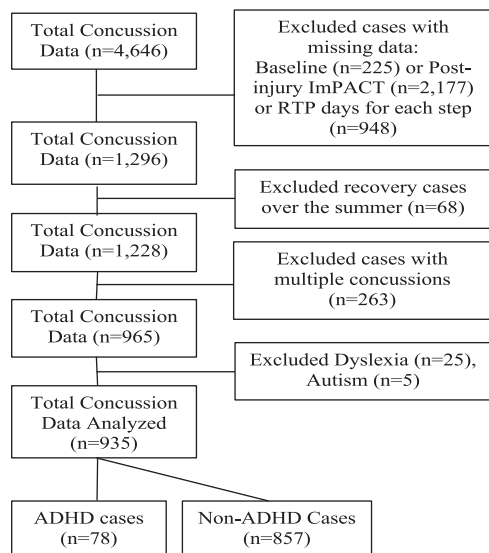 Total Concussion
Data (n=4,646)
Excluded cases with
missing data:
Baseline (n=225) or Post-
injury ImPACT (n=2,177)
or RTP days for each step
(n=948)
Total Concussion
Data (n=1,296)
Excluded recovery cases
over the summer (n=68)
Total Concussion
Data (n=1,228)
Excluded cases with
multiple concussions
(n=263)
Total Concussion
Data (n=965)
Excluded Dyslexia (n=25),
Autism (n=5)
Total Concussion
Data Analyzed
(n=935)
ADHD cases
(n=78)
Non-ADHD Cases
(n=857)